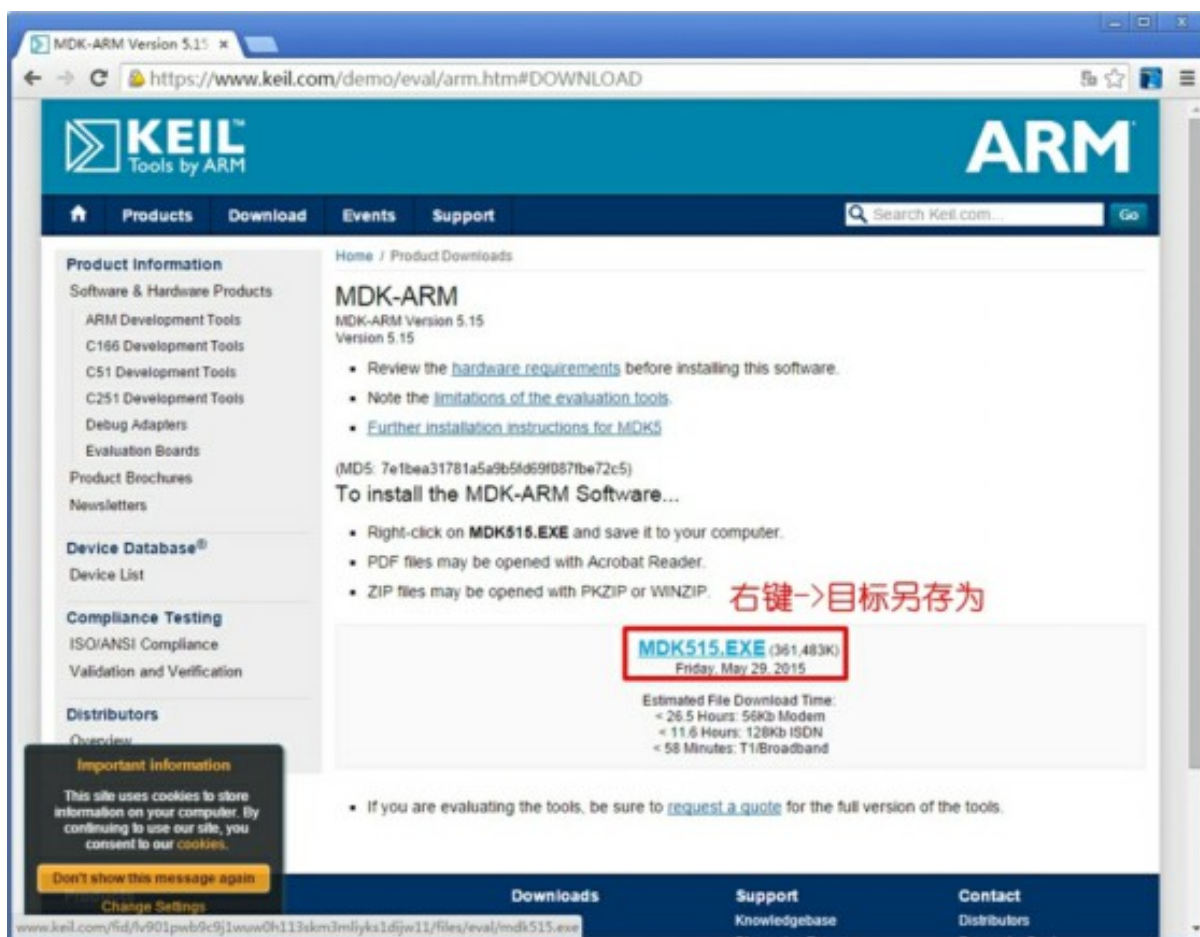 MDK-ARM Version 5.15
https://www.keil.com/demo/eval/arm.htm#DOWNLOAD
KEIL™
Tools by ARM
ARM
Products Download Events Support
Search Keil.com...
Go
Product Information
Software & Hardware Products
ARM Development Tools
C166 Development Tools
C51 Development Tools
C251 Development Tools
Debug Adapters
Evaluation Boards
Product Brochures
Newsletters
Device Database®
Device List
Compliance Testing
ISO/ANSI Compliance
Validation and Verification
Distributors
Overview
Home / Product Downloads
MDK-ARM
MDK-ARM Version 5.15
Version 5.15
• Review the hardware requirements before installing this software.
• Note the limitations of the evaluation tools.
• Further installation instructions for MDK5
(MD5: 7e1bea31781a5a9b5fd69f087fbe72c5)
To install the MDK-ARM Software...
• Right-click on MDK515.EXE and save it to your computer.
• PDF files may be opened with Acrobat Reader.
• ZIP files may be opened with PKZIP or WINZIP.
右键->目标另存为
MDK515.EXE (361,483K)
Friday, May 29, 2015
Estimated File Download Time:
< 26.5 Hours: 56Kb Modem
< 11.6 Hours: 128Kb ISDN
< 58 Minutes: T1/Broadband
• If you are evaluating the tools, be sure to request a quote for the full version of the tools.
Important information
This site uses cookies to store
information on your computer. By
continuing to use our site, you
consent to our cookies.
Don't show this message again
Change Settings
Downloads
Support
Knowledgebase
Contact
Distributors